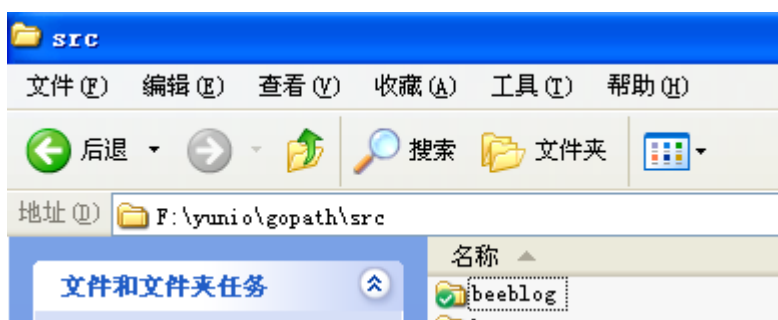 src
文件(F) 编辑(E) 查看(V) 收藏(A) 工具(T) 帮助(H)
后退 搜索 文件夹
地址(D) F:\yunio\gopath\src
名称
文件和文件夹任务
beeblog